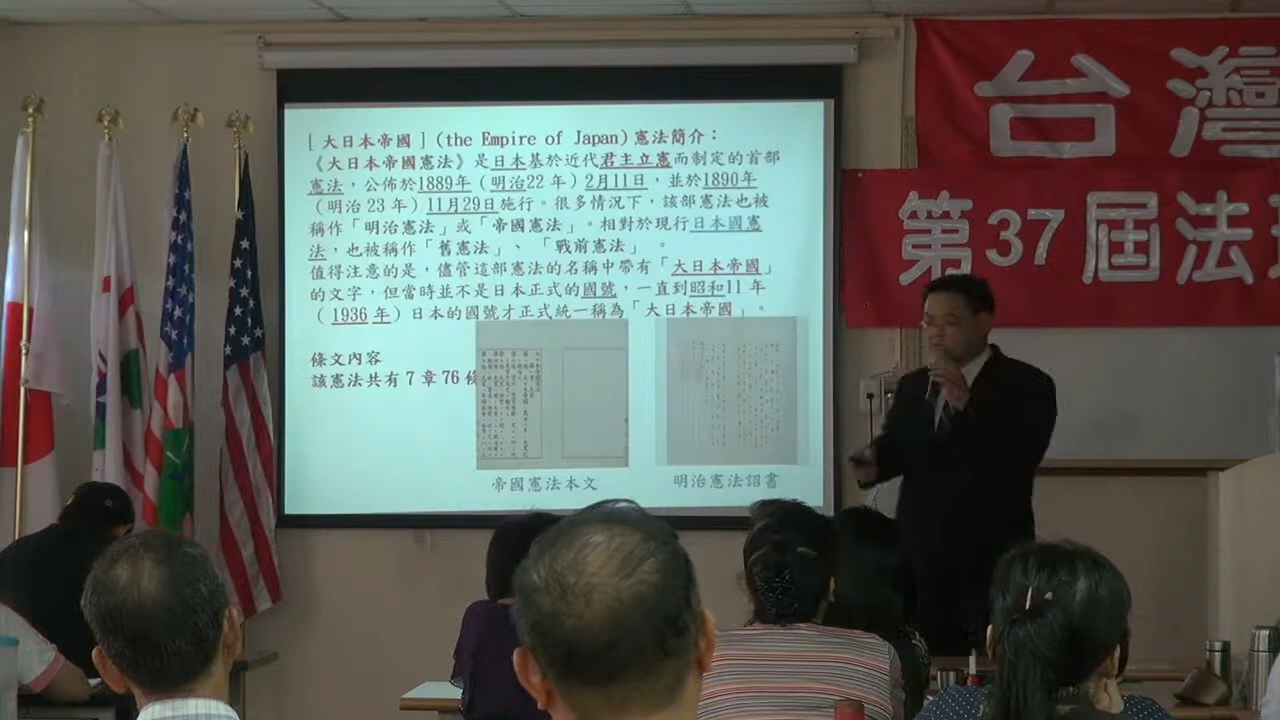 [ 大日本帝國 ] (the Empire of Japan)憲法簡介：
《大日本帝國憲法》是日本基於近代君主立憲而制定的首部
憲法，公佈於1889年（明治22 年）2月11日，並於1890年
（明治 23 年）11月29日施行。很多情況下，該部憲法也被
稱作「明治憲法」或「帝國憲法」。相對於現行日本國憲
法，也被稱作「舊憲法」、「戰前憲法」 。
值得注意的是，儘管這部憲法的名稱中帶有「大日本帝國」
的文字，但當時並不是日本正式的國號，一直到昭和11 年
（ 1936 年）日本的國號才正式統一稱為「大日本帝國」。
條文內容
該憲法共有 7 章 76 條
帝國憲法本文
明治憲法詔書
台灣
第37屆法理